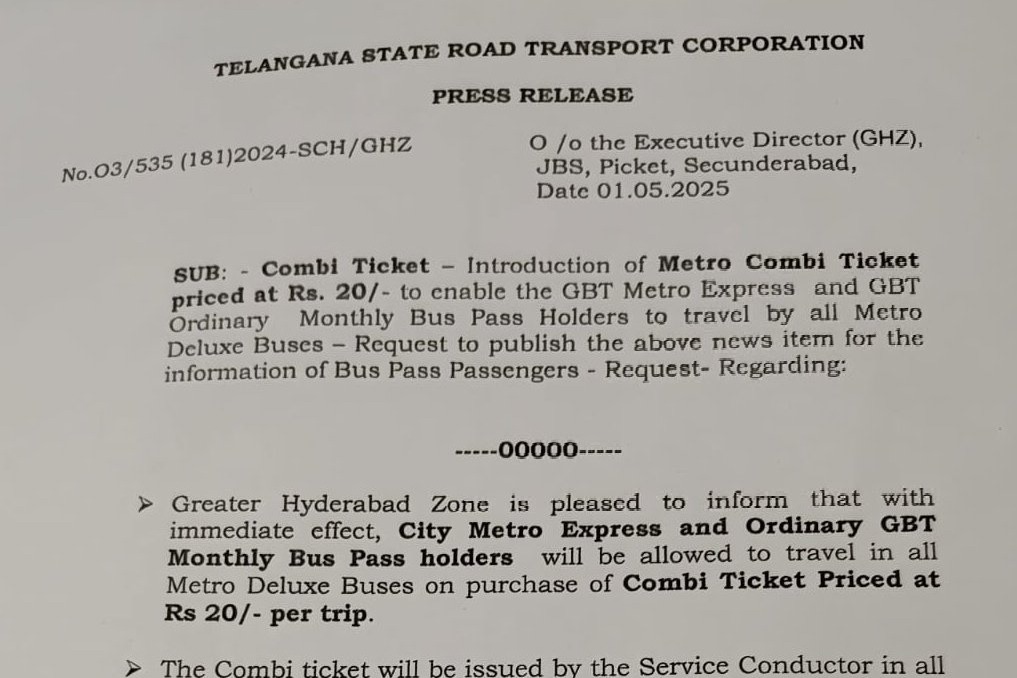 TELANGANA STATE ROAD TRANSPORT CORPORATION
PRESS RELEASE
No.O3/535 (181)2024-SCH/GHZ
O /o the Executive Director (GHZ),
JBS, Picket, Secunderabad,
Date 01.05.2025
SUB: - Combi Ticket – Introduction of Metro Combi Ticket
priced at Rs. 20/- to enable the GBT Metro Express and GBT
Ordinary Monthly Bus Pass Holders to travel by all Metro
Deluxe Buses – Request to publish the above news item for the
information of Bus Pass Passengers - Request- Regarding:
-----00000-----
➢ Greater Hyderabad Zone is pleased to inform that with
immediate effect, City Metro Express and Ordinary GBT
Monthly Bus Pass holders will be allowed to travel in all
Metro Deluxe Buses on purchase of Combi Ticket Priced at
Rs 20/- per trip.
➢ The Combi ticket will be issued by the Service Conductor in all